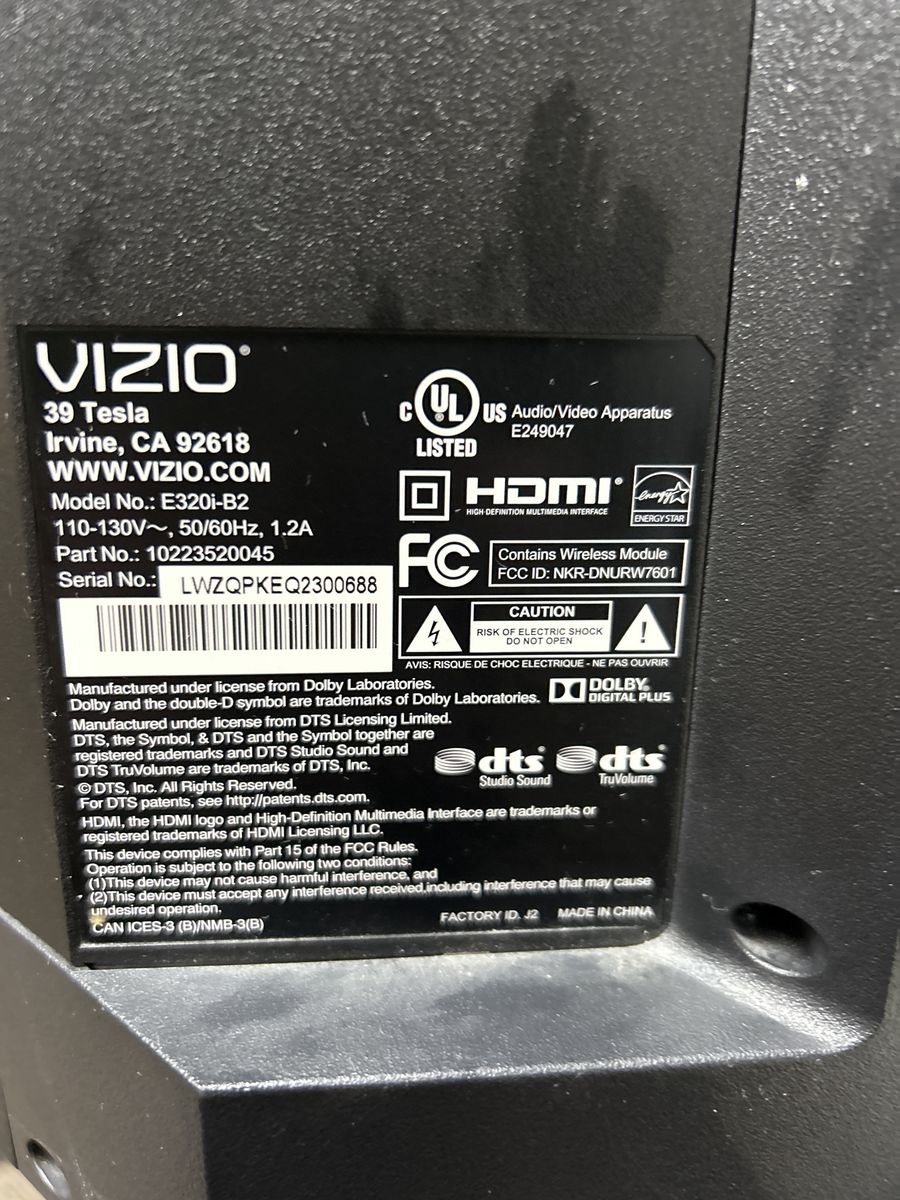 VIZIO®
39 Tesla
Irvine, CA 92618
WWW.VIZIO.COM
Model No.: E320i-B2
110-130V～, 50/60Hz, 1.2A
Part No.: 10223520045
Serial No.: LWZQPKEQ2300688
C UL US
LISTED
Audio/Video Apparatus
E249047
HDMI®
HIGH-DEFINITION MULTIMEDIA INTERFACE
energy
ENERGY STAR
FC
Contains Wireless Module
FCC ID: NKR-DNURW7601
CAUTION
RISK OF ELECTRIC SHOCK
DO NOT OPEN
!
AVIS: RISQUE DE CHOC ELECTRIQUE - NE PAS OUVRIR
Manufactured under license from Dolby Laboratories.
Dolby and the double-D symbol are trademarks of Dolby Laboratories.
DOLBY
DIGITAL PLUS
Manufactured under license from DTS Licensing Limited.
DTS, the Symbol, & DTS and the Symbol together are
registered trademarks and DTS Studio Sound and
DTS TruVolume are trademarks of DTS, Inc.
© DTS, Inc. All Rights Reserved.
For DTS patents, see http://patents.dts.com.
dts
Studio Sound
dts
TruVolume
HDMI, the HDMI logo and High-Definition Multimedia Interface are trademarks or
registered trademarks of HDMI Licensing LLC.
This device complies with Part 15 of the FCC Rules.
Operation is subject to the following two conditions:
(1)This device may not cause harmful interference, and
(2)This device must accept any interference received,including interference that may cause
undesired operation.
CAN ICES-3 (B)/NMB-3(B)
FACTORY ID. J2
MADE IN CHINA